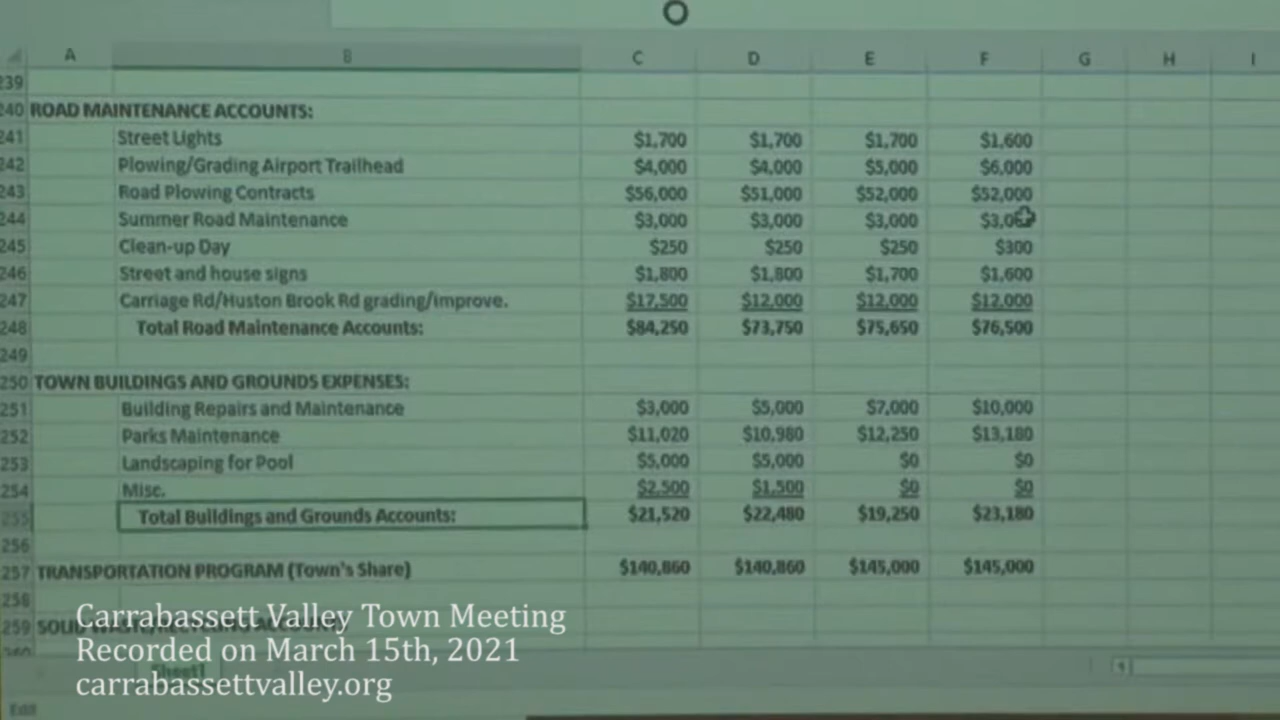 A B C D E F G H I
239
240 ROAD MAINTENANCE ACCOUNTS:
241 Street Lights $1,700 $1,700 $1,700 $1,600
242 Plowing/Grading Airport Trailhead $4,000 $4,000 $5,000 $6,000
243 Road Plowing Contracts $56,000 $51,000 $52,000 $52,000
244 Summer Road Maintenance $3,000 $3,000 $3,000
245 Clean-up Day $250 $250 $250 $300
246 Street and house signs $1,800 $1,800 $1,700 $1,600
247 Carriage Rd/Huston Brook Rd grading/improve. $17,500 $12,000 $12,000 $12,000
248 Total Road Maintenance Accounts: $84,250 $73,750 $75,650 $76,500
249
250 TOWN BUILDINGS AND GROUNDS EXPENSES:
251 Building Repairs and Maintenance $3,000 $5,000 $7,000 $10,000
252 Parks Maintenance $11,020 $10,980 $12,250 $13,180
253 Landscaping for Pool $5,000 $5,000 $0 $0
254 Misc. $2,500 $1,500 $0 $0
255 Total Buildings and Grounds Accounts: $21,520 $22,480 $19,250 $23,180
256
257 TRANSPORTATION PROGRAM (Town's Share) $140,860 $140,860 $145,000 $145,000
258
Carrabassett Valley Town Meeting
259 SOLID
Recorded on March 15th, 2021
Sheet1
carrabassettvalley.org
Edit